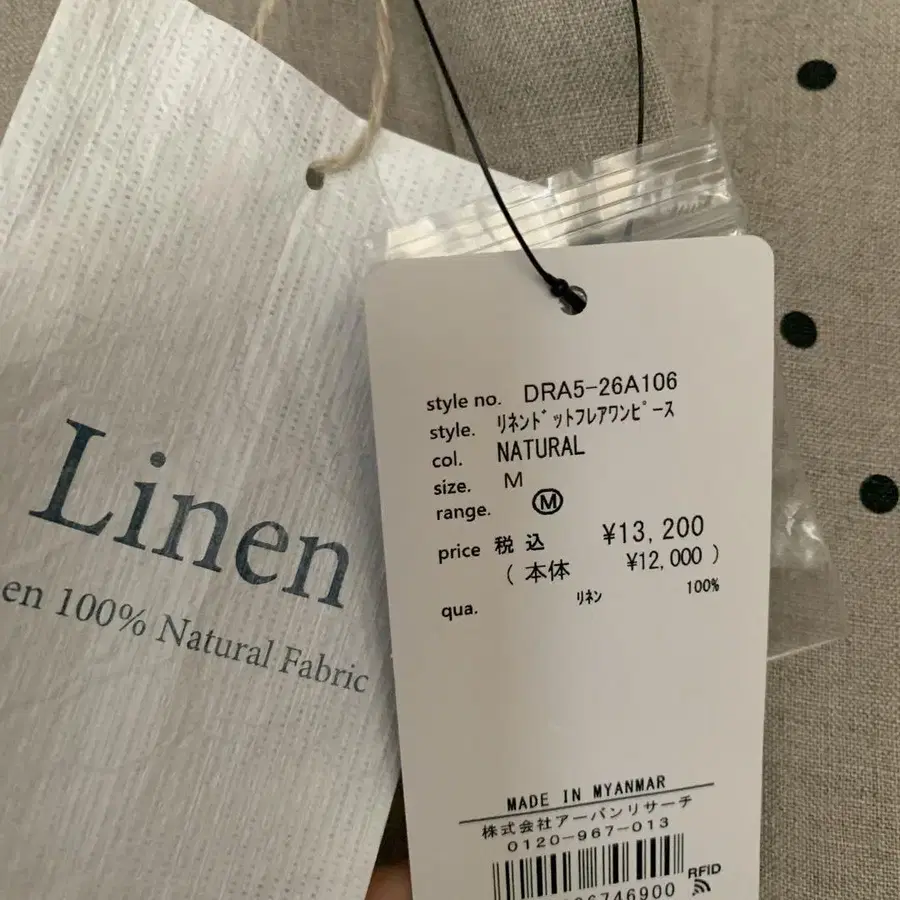 Linen
en 100% Natural Fabric
style no. DRA5-26A106
style. ﾘﾈﾝﾄﾞｯﾄﾌﾚｱﾜﾝﾋﾟｰｽ
col. NATURAL
size. M
range. Ⓜ
price 税込 ¥13,200
(本体 ¥12,000)
qua. ﾘﾈﾝ 100%
MADE IN MYANMAR
株式会社アーバンリサーチ
0120-967-013
RFID
6746900